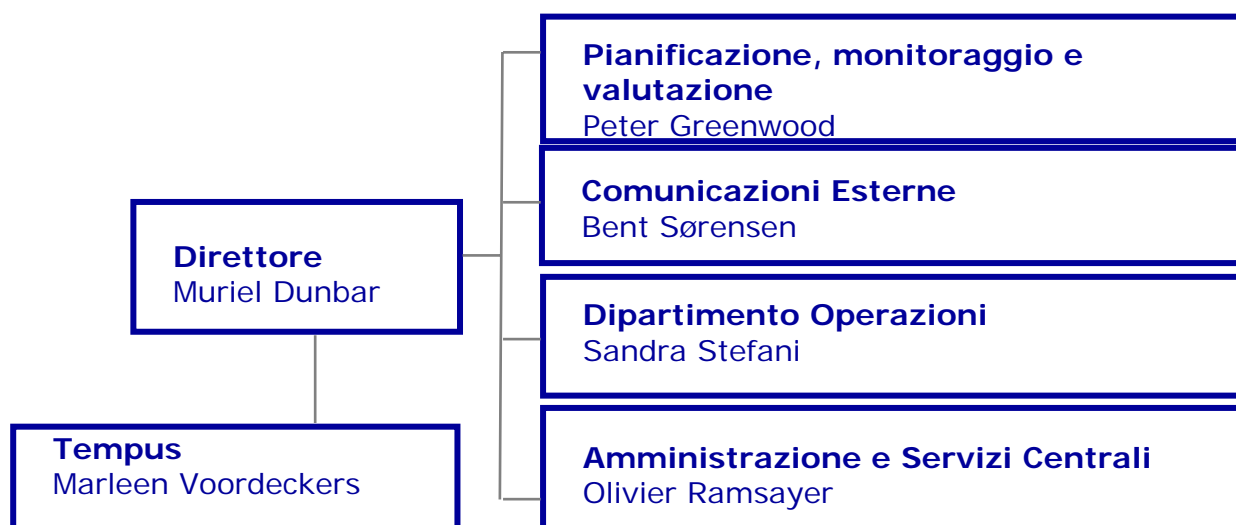 Pianificazione, monitoraggio e
valutazione
Peter Greenwood
Comunicazioni Esterne
Bent Sørensen
Direttore
Muriel Dunbar
Dipartimento Operazioni
Sandra Stefani
Tempus
Marleen Voordeckers
Amministrazione e Servizi Centrali
Olivier Ramsayer